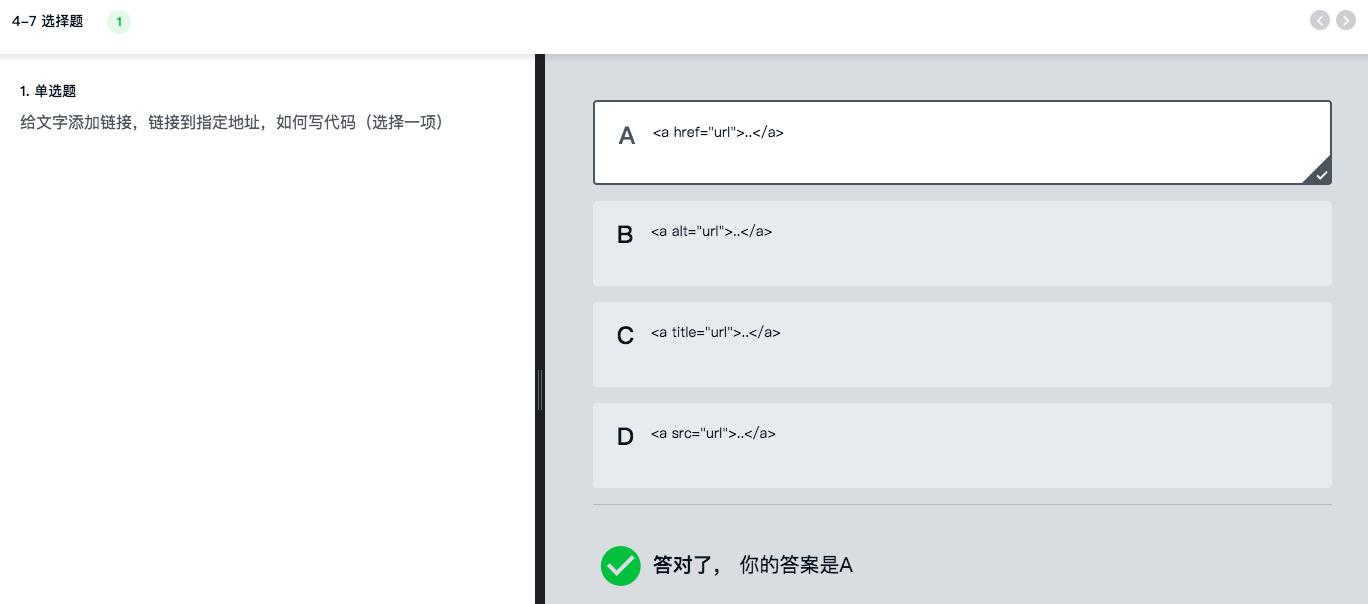 4-7 选择题 1
1. 单选题
给文字添加链接，链接到指定地址，如何写代码（选择一项）
A <a href="url">..</a>
B <a alt="url">..</a>
C <a title="url">..</a>
D <a src="url">..</a>
答对了， 你的答案是A